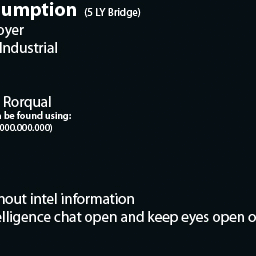 umption (5 LY Bridge)
oyer
Industrial
Rorqual
be found using:
000.000.000)
hout intel information
elligence chat open and keep eyes open o